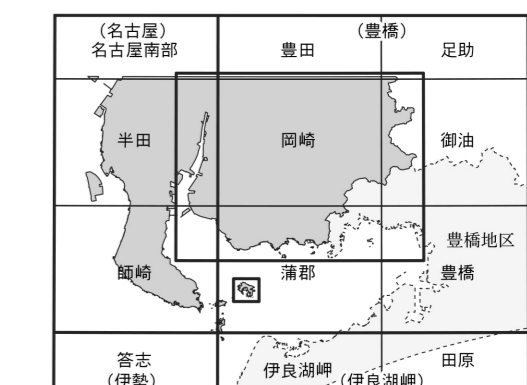 （名古屋）
名古屋南部
豊田
（豊橋）
足助
半田
岡崎
御油
豊橋地区
師崎
蒲郡
豊橋
答志
（伊勢）
伊良湖岬
（伊良湖岬）
田原